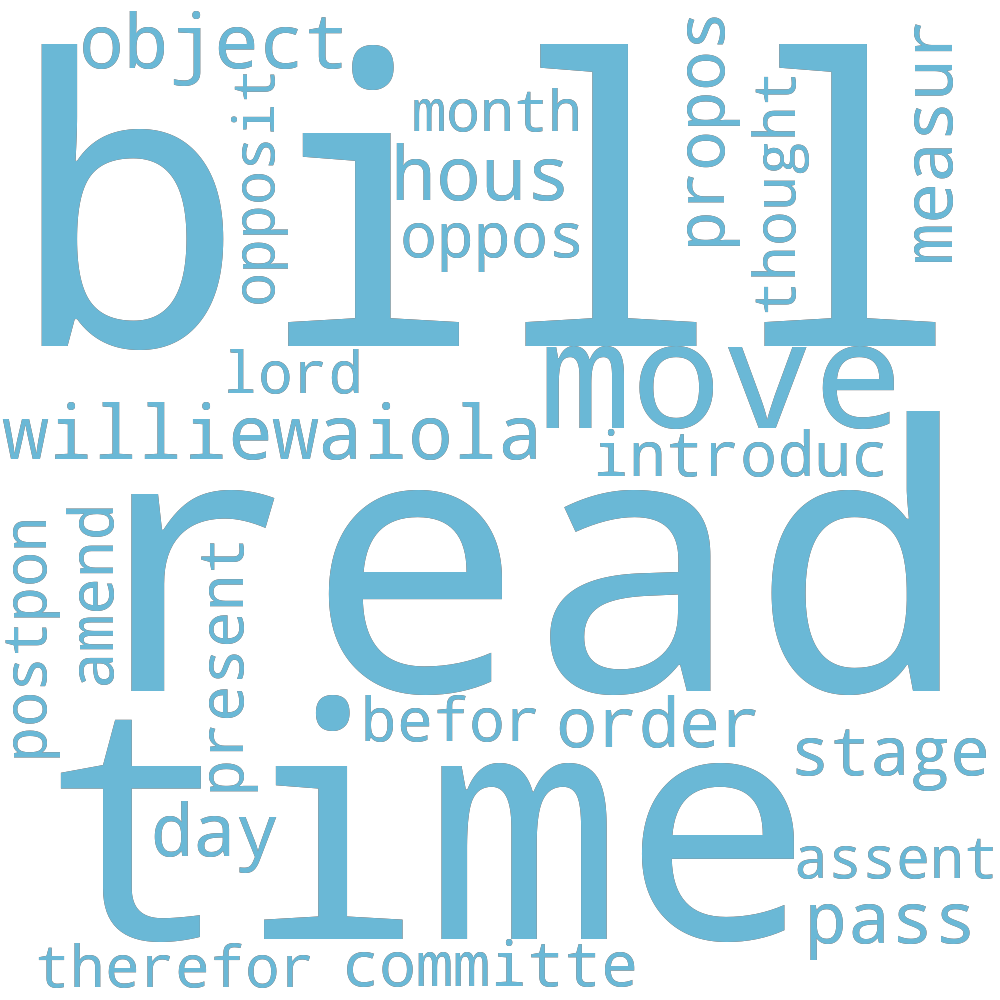 object
bill
opposit
month
hous
oppos
propos
thought
measur
lord
move
williewaiola
introduc
read
postpon
amend
present
befor
order
time
stage
day
assent
pass
therefor
committe